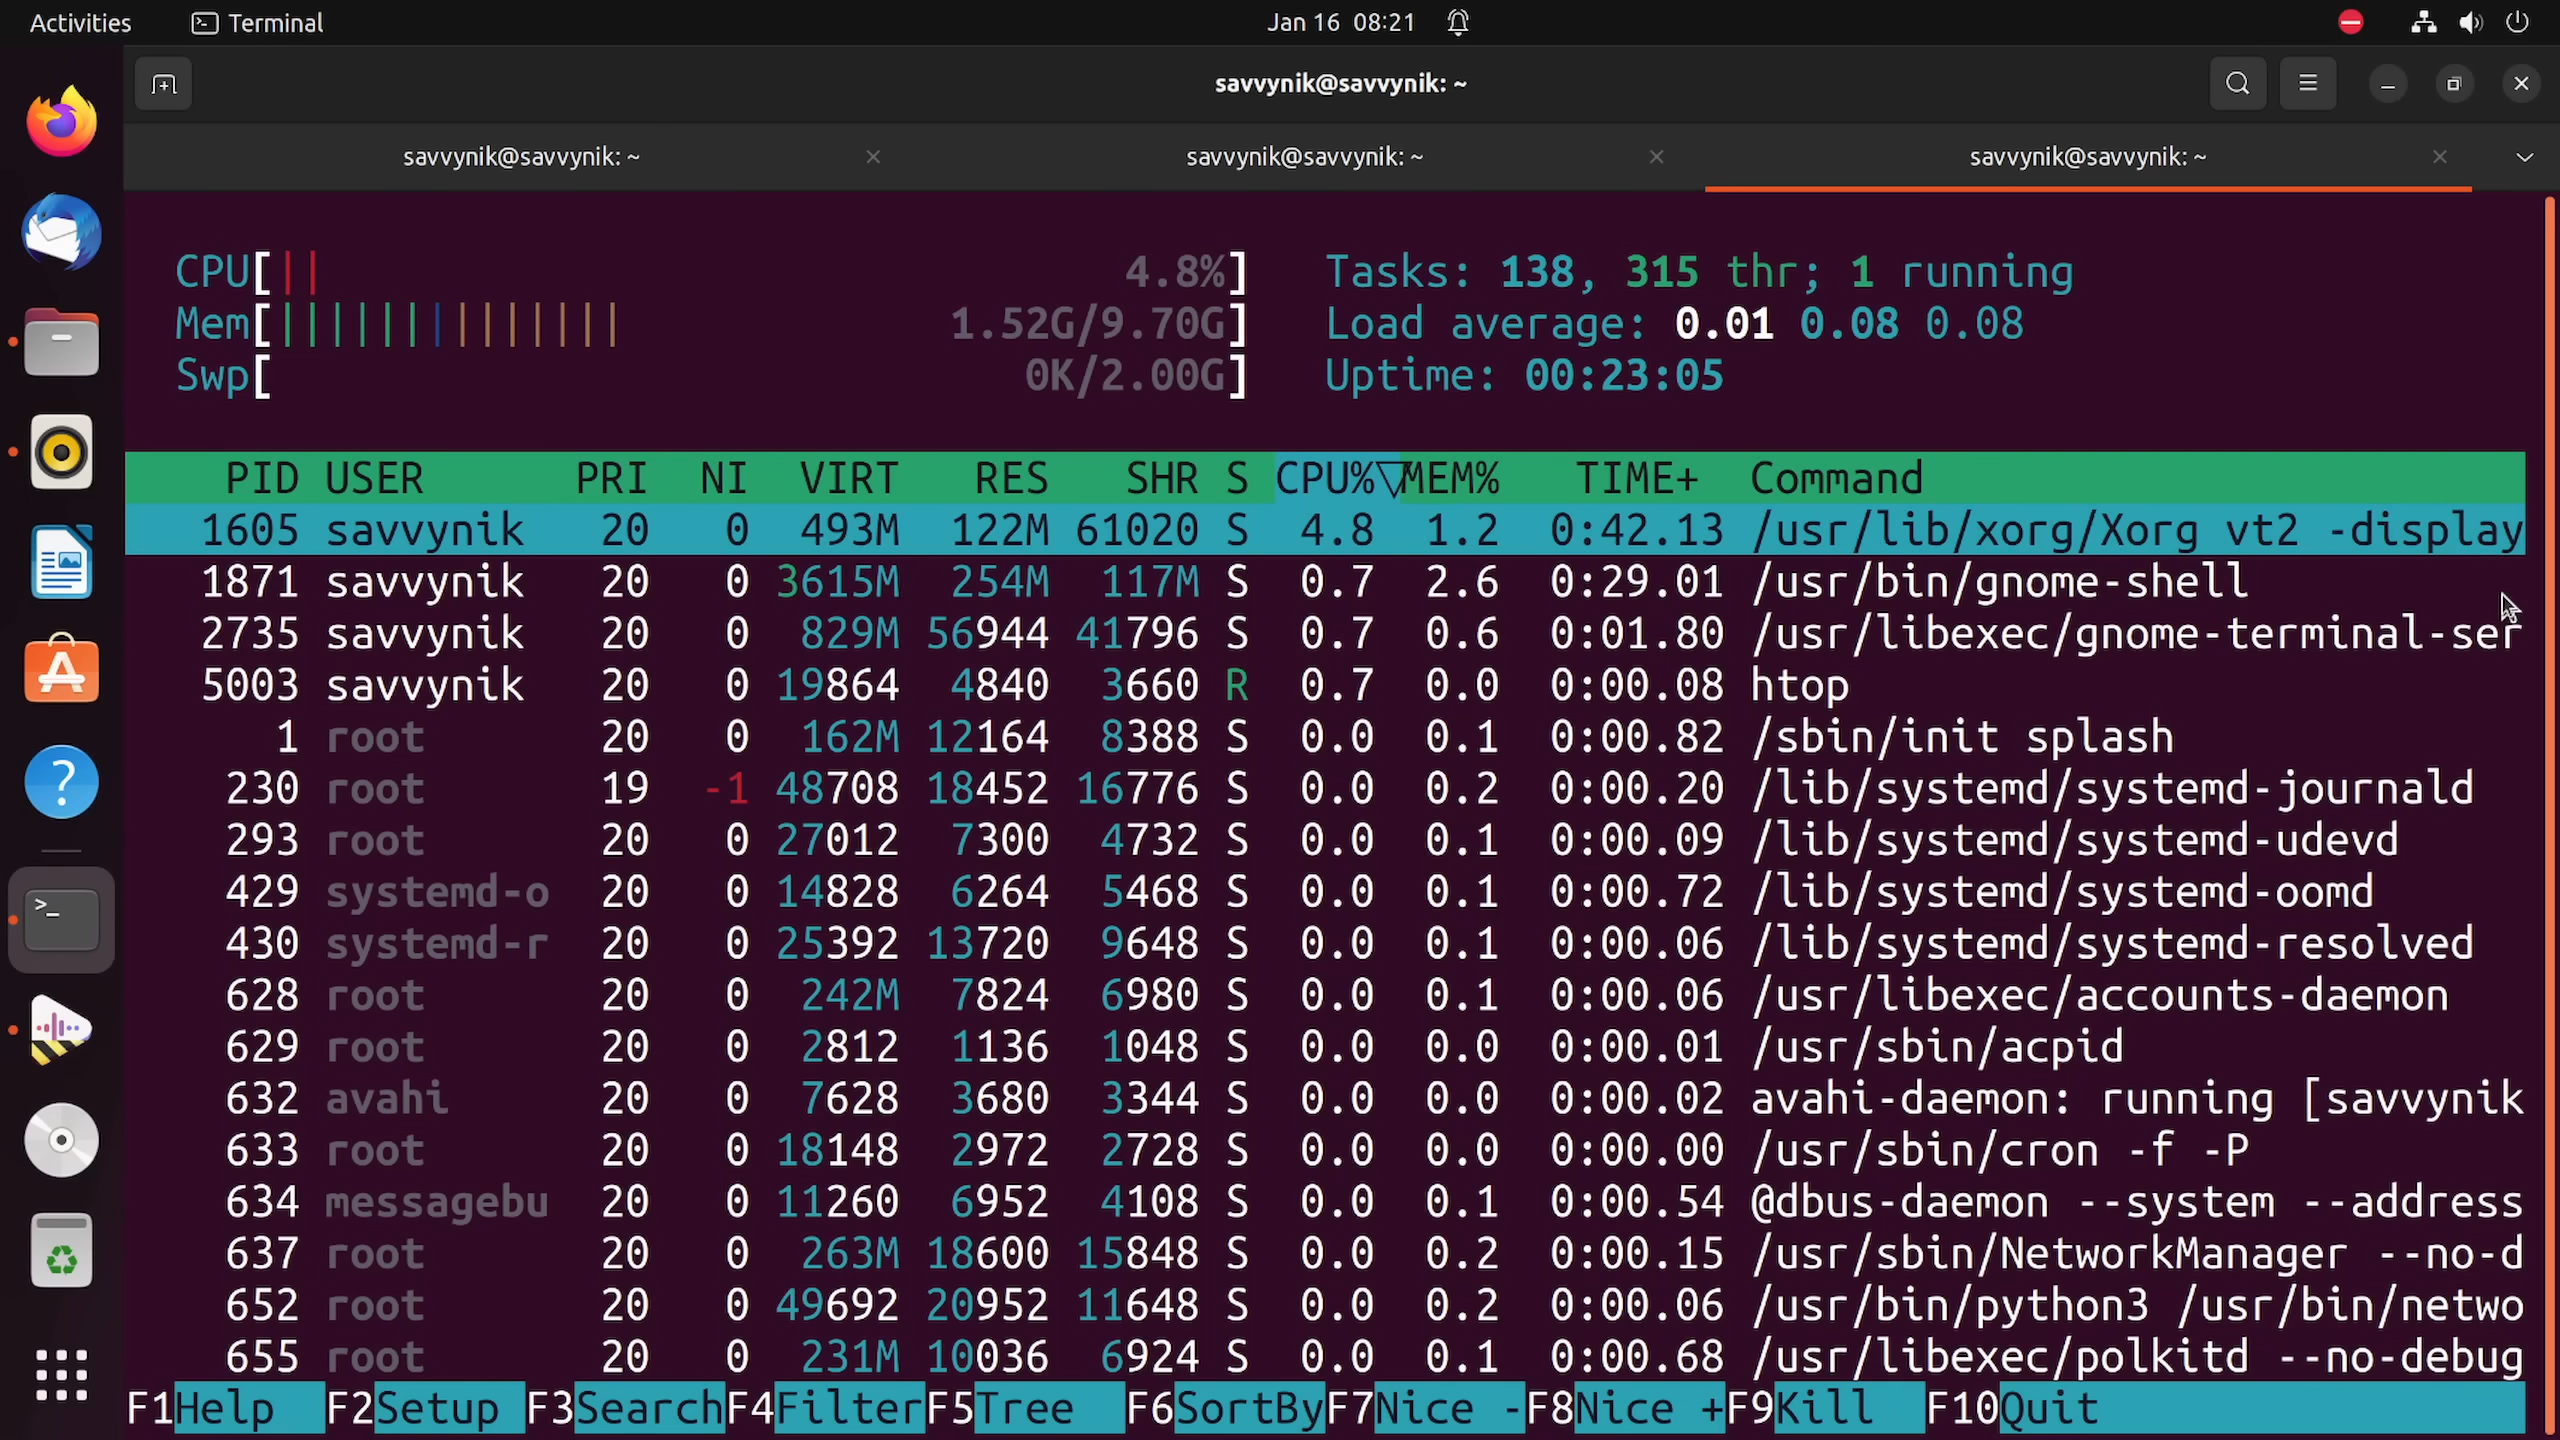 Activities Terminal Jan 16 08:21
savvynik@savvynik: ~
savvynik@savvynik: ~ savvynik@savvynik: ~ savvynik@savvynik: ~
CPU[|| 4.8%] Tasks: 138, 315 thr; 1 running
Mem[|||||||||||||| 1.52G/9.70G] Load average: 0.01 0.08 0.08
Swp[ 0K/2.00G] Uptime: 00:23:05
PID USER PRI NI VIRT RES SHR S CPU%▽MEM% TIME+ Command
1605 savvynik 20 0 493M 122M 61020 S 4.8 1.2 0:42.13 /usr/lib/xorg/Xorg vt2 -display
1871 savvynik 20 0 3615M 254M 117M S 0.7 2.6 0:29.01 /usr/bin/gnome-shell
2735 savvynik 20 0 829M 56944 41796 S 0.7 0.6 0:01.80 /usr/libexec/gnome-terminal-ser
5003 savvynik 20 0 19864 4840 3660 R 0.7 0.0 0:00.08 htop
1 root 20 0 162M 12164 8388 S 0.0 0.1 0:00.82 /sbin/init splash
230 root 19 -1 48708 18452 16776 S 0.0 0.2 0:00.20 /lib/systemd/systemd-journald
293 root 20 0 27012 7300 4732 S 0.0 0.1 0:00.09 /lib/systemd/systemd-udevd
429 systemd-o 20 0 14828 6264 5468 S 0.0 0.1 0:00.72 /lib/systemd/systemd-oomd
430 systemd-r 20 0 25392 13720 9648 S 0.0 0.1 0:00.06 /lib/systemd/systemd-resolved
628 root 20 0 242M 7824 6980 S 0.0 0.1 0:00.06 /usr/libexec/accounts-daemon
629 root 20 0 2812 1136 1048 S 0.0 0.0 0:00.01 /usr/sbin/acpid
632 avahi 20 0 7628 3680 3344 S 0.0 0.0 0:00.02 avahi-daemon: running [savvynik
633 root 20 0 18148 2972 2728 S 0.0 0.0 0:00.00 /usr/sbin/cron -f -P
634 messagebu 20 0 11260 6952 4108 S 0.0 0.1 0:00.54 @dbus-daemon --system --address
637 root 20 0 263M 18600 15848 S 0.0 0.2 0:00.15 /usr/sbin/NetworkManager --no-d
652 root 20 0 49692 20952 11648 S 0.0 0.2 0:00.06 /usr/bin/python3 /usr/bin/netwo
655 root 20 0 231M 10036 6924 S 0.0 0.1 0:00.68 /usr/libexec/polkitd --no-debug
F1Help F2Setup F3SearchF4FilterF5Tree F6SortByF7Nice -F8Nice +F9Kill F10Quit